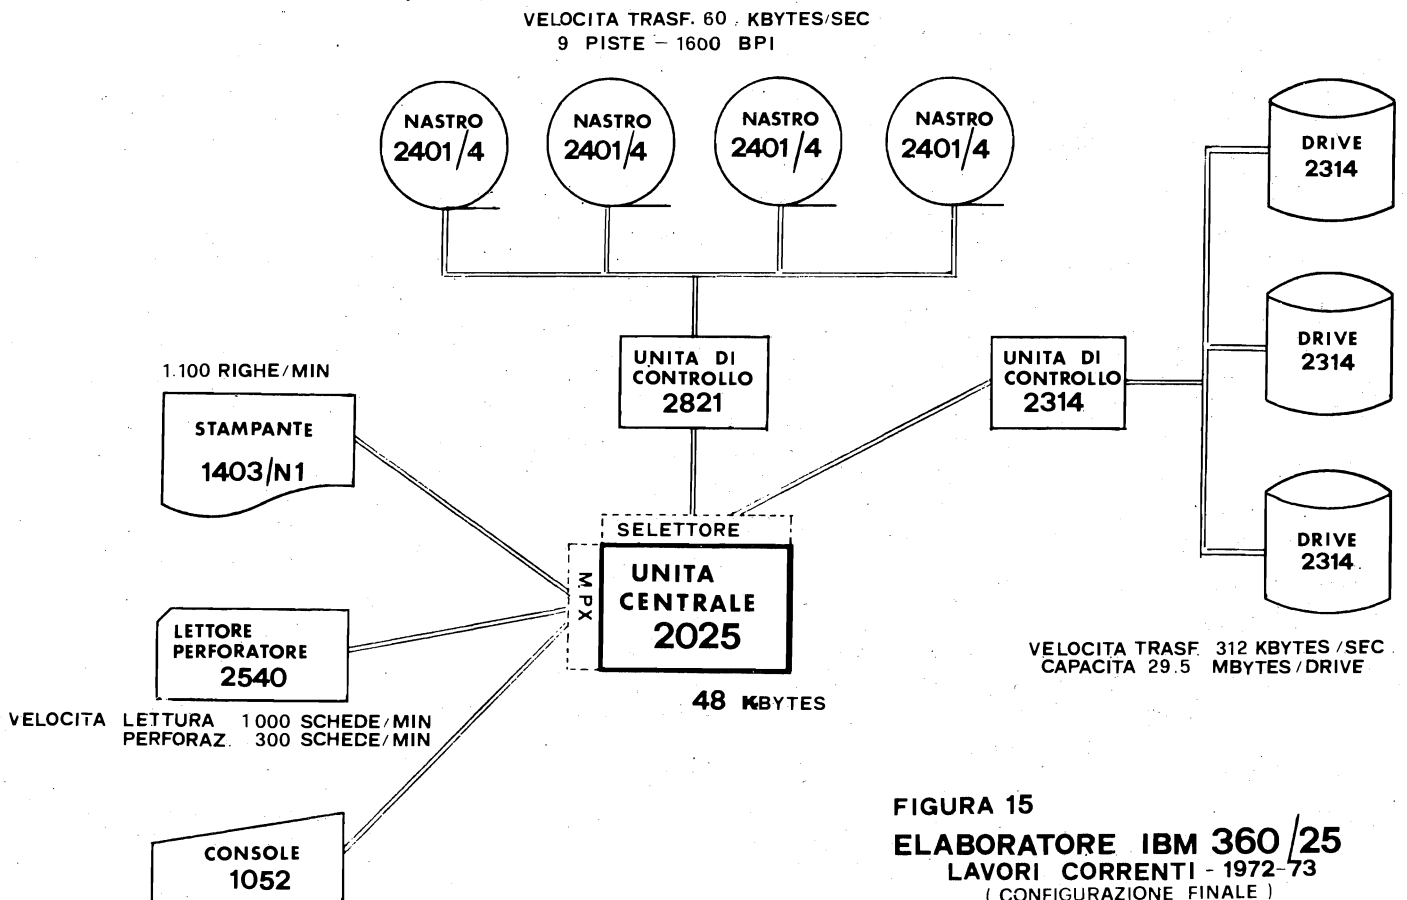 VELOCITA TRASF. 60 KBYTES/SEC
9 PISTE - 1600 BPI
NASTRO
2401/4
NASTRO
2401/4
NASTRO
2401/4
NASTRO
2401/4
DRIVE
2314
DRIVE
2314
DRIVE
2314
VELOCITA TRASF. 312 KBYTES/SEC
CAPACITA 29.5 MBYTES/DRIVE
UNITA DI
CONTROLLO
2821
UNITA DI
CONTROLLO
2314
1.100 RIGHE/MIN
STAMPANTE
1403/N1
SELETTORE
M.PX
UNITA
CENTRALE
2025
48 KBYTES
LETTORE
PERFORATORE
2540
VELOCITA LETTURA 1000 SCHEDE/MIN
PERFORAZ. 300 SCHEDE/MIN
CONSOLE
1052
FIGURA 15
ELABORATORE IBM 360/25
LAVORI CORRENTI - 1972-73
(CONFIGURAZIONE FINALE)